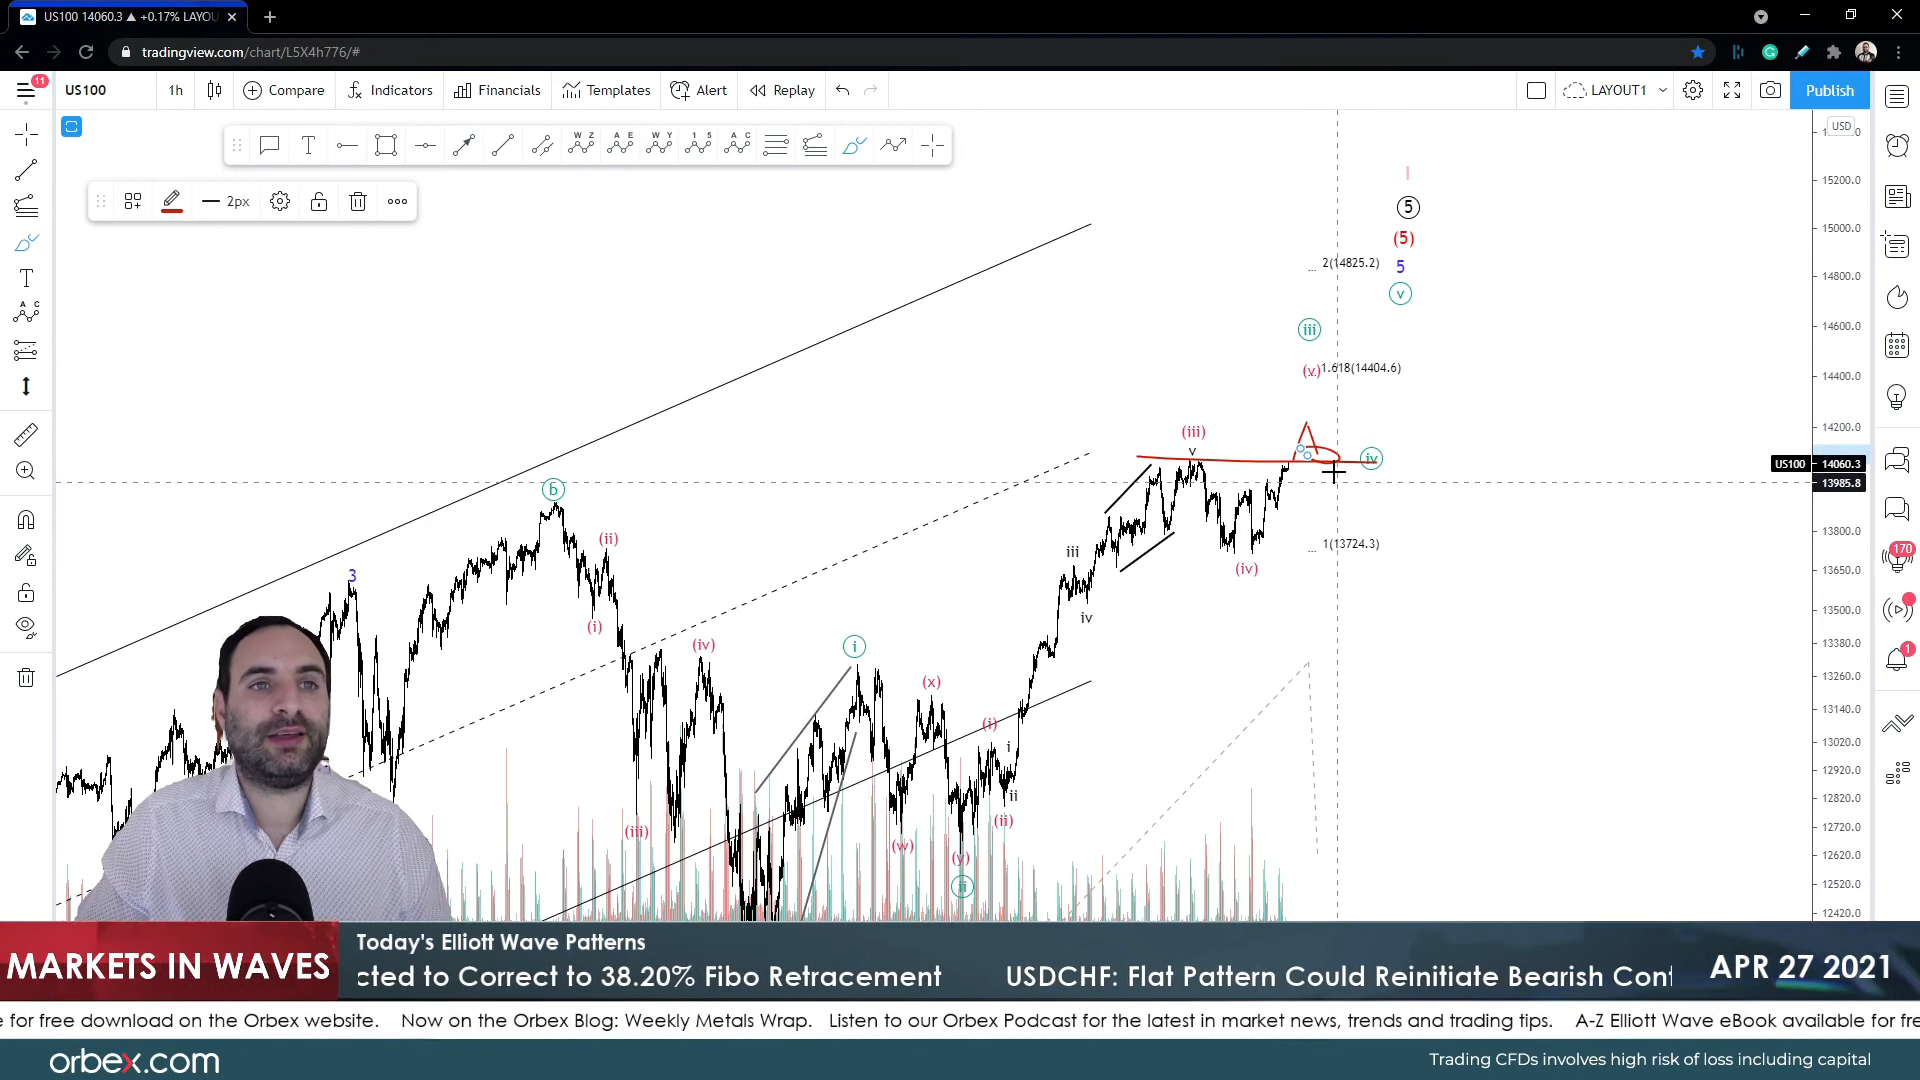 US100 14060.3 ▲ +0.17% LAYOU
tradingview.com/chart/L5X4h776/#
11
US100
1h
Compare
Indicators
Financials
Templates
Alert
Replay
LAYOUT1
Publish
USD
W Z
A E
W Y
1 5
A C
2px
A C
15200.0
15000.0
14800.0
14600.0
14400.0
14200.0
US100 14060.3
13985.8
13800.0
13650.0
13500.0
13380.0
13260.0
13140.0
13020.0
12920.0
12820.0
12720.0
12620.0
12520.0
12420.0
I
5
(5)
2(14825.2)
5
v
iii
1.618(14404.6)
(v)
(iii)
v
iv
b
(ii)
3
1(13724.3)
iii
(iv)
iv
(i)
(iv)
i
(x)
(i)
i
ii
(iii)
(ii)
(w)
(y)
ii
170
1
MARKETS IN WAVES
Today's Elliott Wave Patterns
cted to Correct to 38.20% Fibo Retracement
USDCHF: Flat Pattern Could Reinitiate Bearish Cont
APR 27 2021
e for free download on the Orbex website. Now on the Orbex Blog: Weekly Metals Wrap. Listen to our Orbex Podcast for the latest in market news, trends and trading tips. A-Z Elliott Wave eBook available for fre
orbex.com
Trading CFDs involves high risk of loss including capital